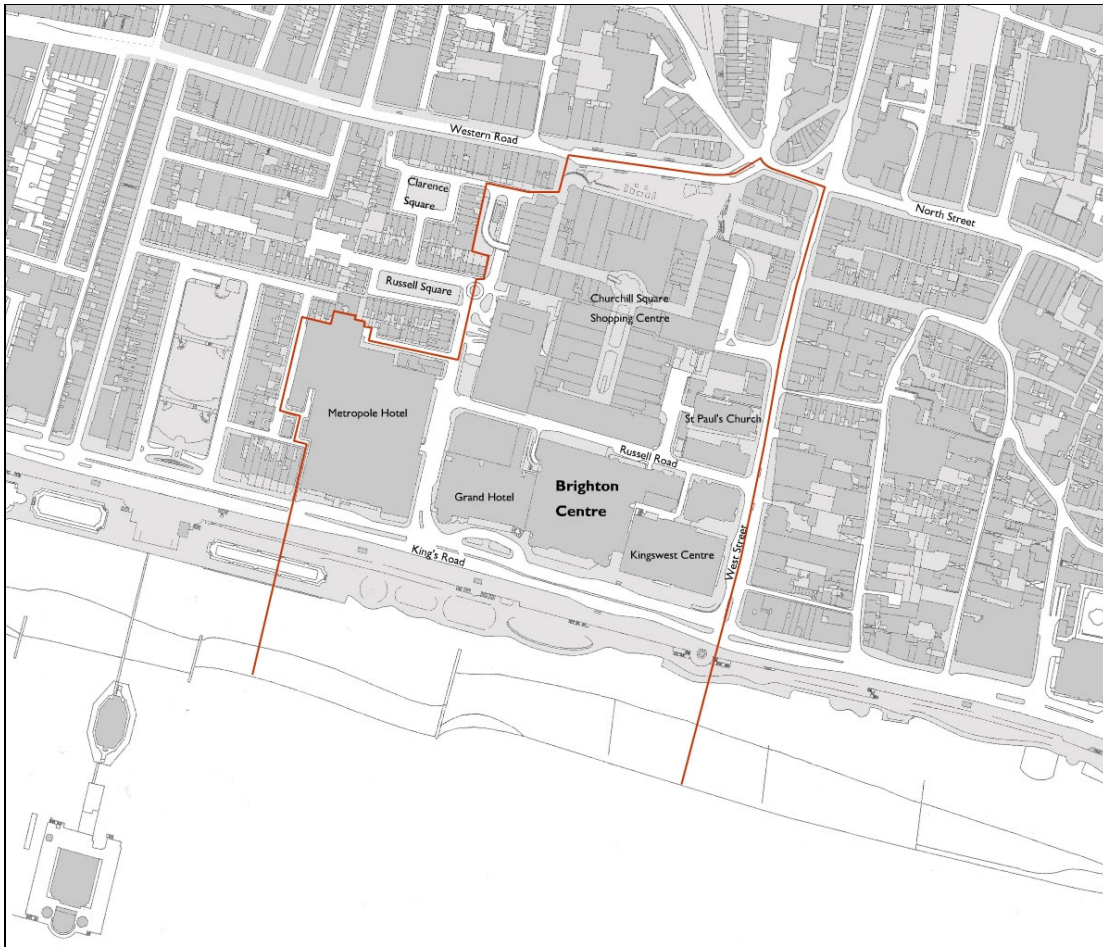 Western Road
Clarence
Square
North Street
Russell Square
Churchill Square
Shopping Centre
Metropole Hotel
St Paul's Church
Russell Road
Grand Hotel
Brighton
Centre
Kingswest Centre
West Street
King's Road